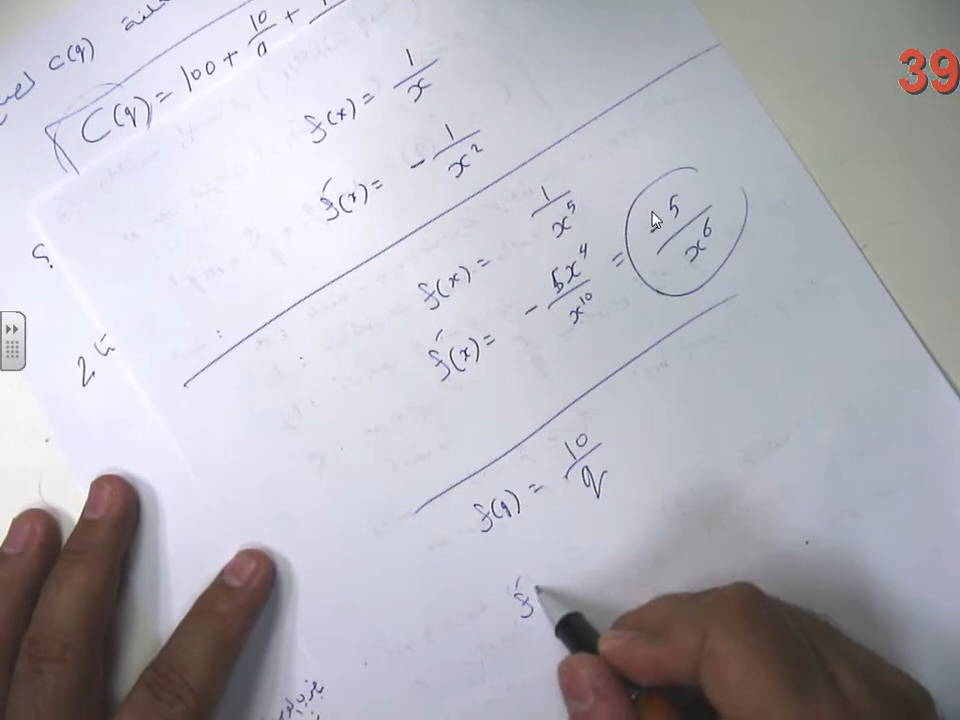 C(q)
C(q) = 100 + 10/q +
f(x) = 1/x
f′(x) = - 1/x²
f(x) = 1/x⁵
f′(x) = - 5x⁴/x¹⁰ = -5/x⁶
f(q) = 10/q
f′
39